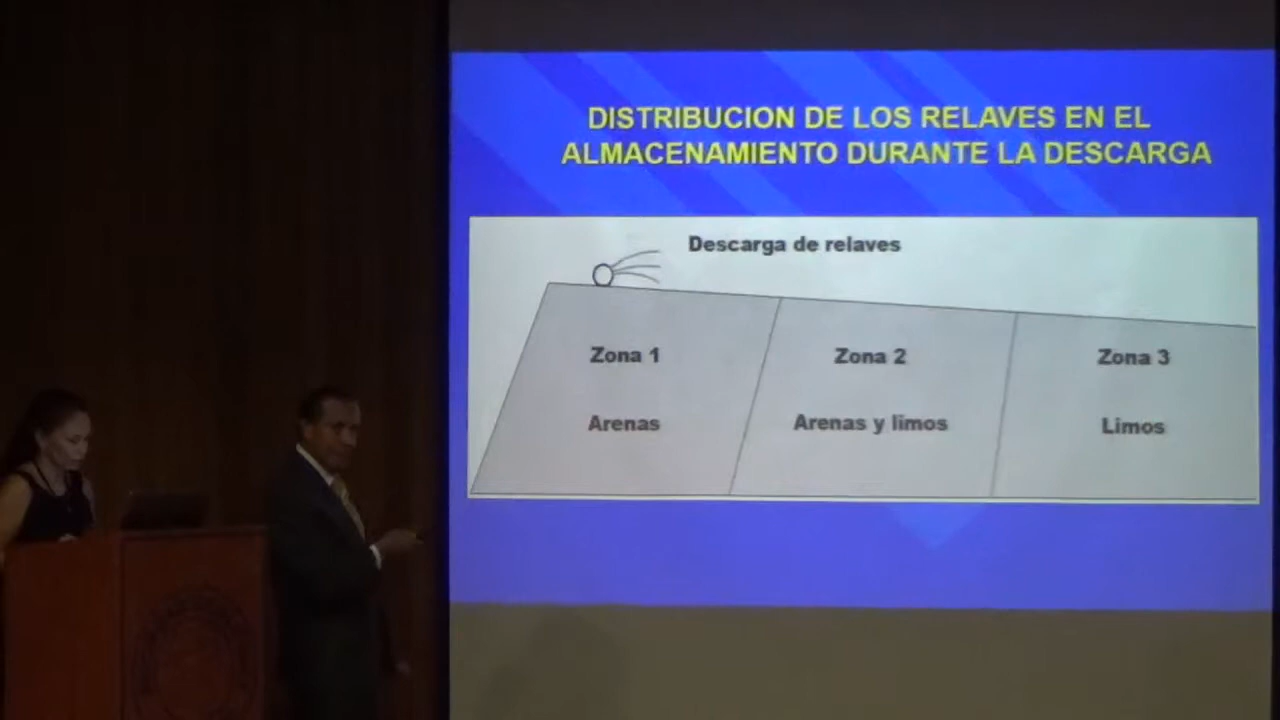 DISTRIBUCION DE LOS RELAVES EN EL
ALMACENAMIENTO DURANTE LA DESCARGA
Descarga de relaves
Zona 1
Zona 2
Zona 3
Arenas
Arenas y limos
Limos